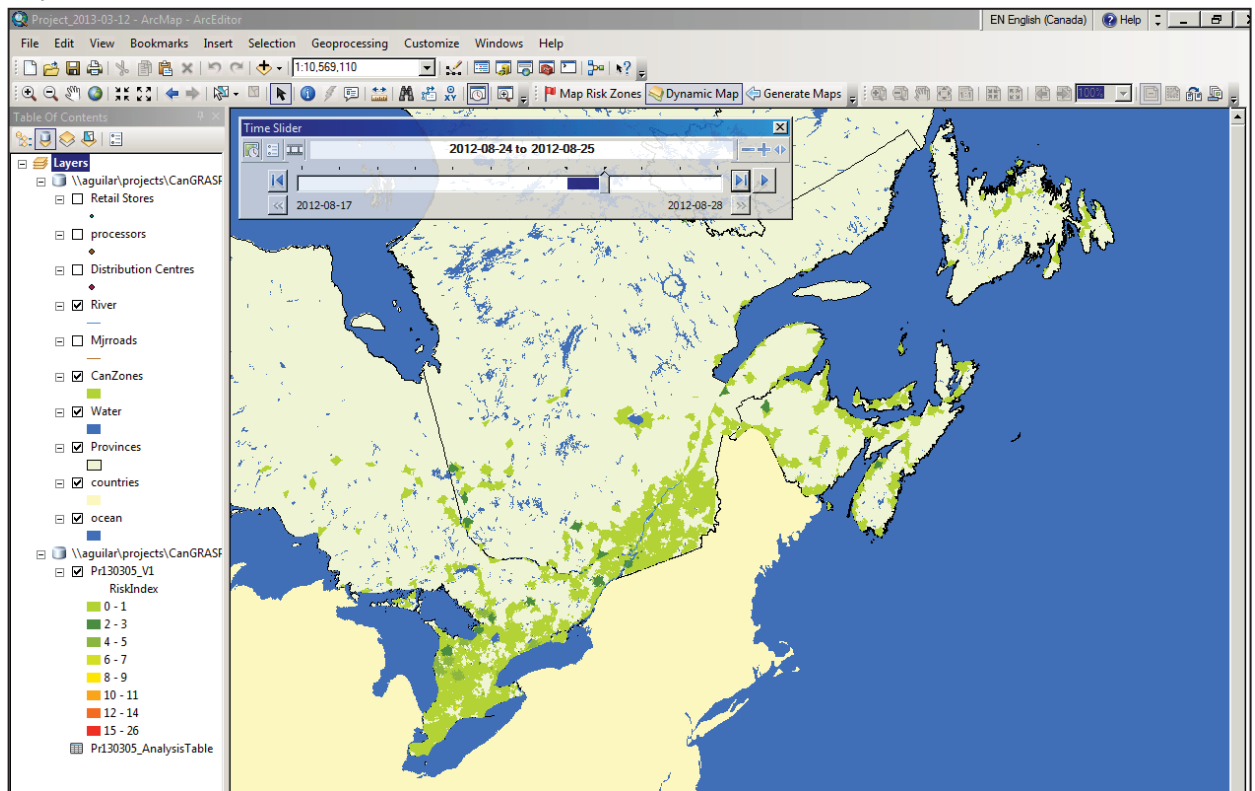 Project_2013-03-12 - ArcMap - ArcEditor
EN English (Canada) Help
File Edit View Bookmarks Insert Selection Geoprocessing Customize Windows Help
1:10,569,110
Map Risk Zones Dynamic Map Generate Maps 100%
Table Of Contents
Layers
\\aguilar\projects\CanGRASP
Retail Stores
processors
Distribution Centres
River
Mjrroads
CanZones
Water
Provinces
countries
ocean
\\aguilar\projects\CanGRASP
Pr130305_V1
RiskIndex
0 - 1
2 - 3
4 - 5
6 - 7
8 - 9
10 - 11
12 - 14
15 - 26
Pr130305_AnalysisTable
Time Slider
2012-08-24 to 2012-08-25
2012-08-17 2012-08-28